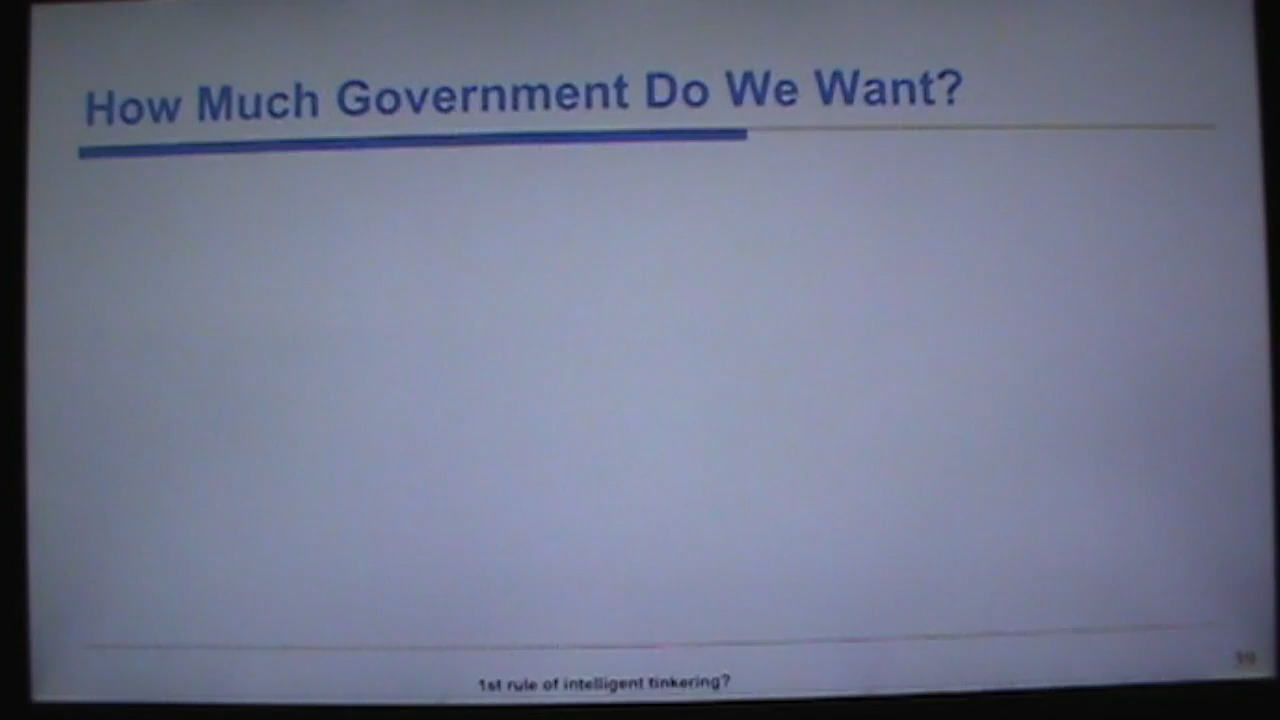 How Much Government Do We Want?
1st rule of intelligent tinkering?